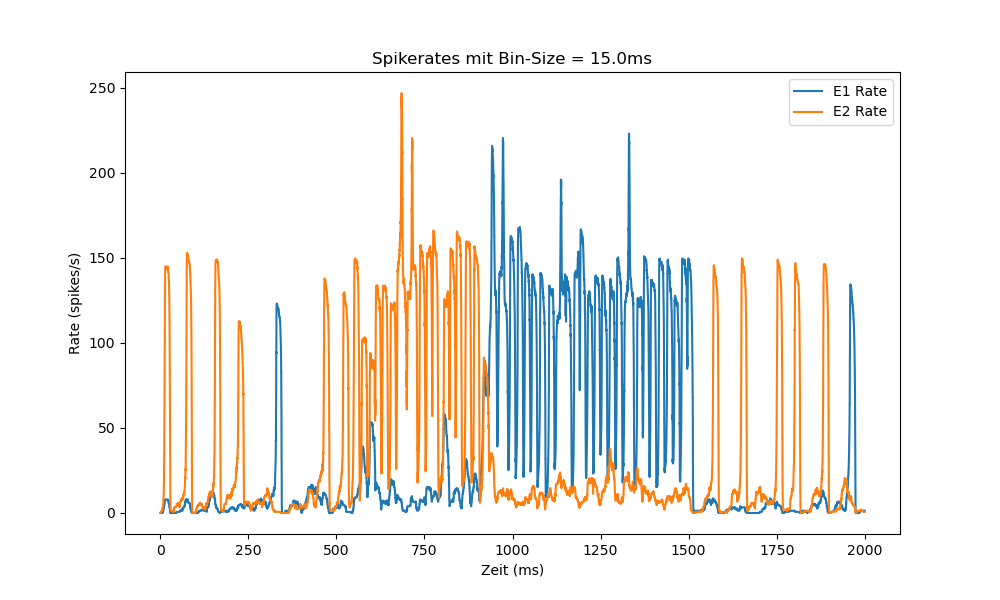 Spikerates mit Bin-Size = 15.0ms
E1 Rate
E2 Rate
250
200
150
100
50
0
Rate (spikes/s)
0 250 500 750 1000 1250 1500 1750 2000
Zeit (ms)